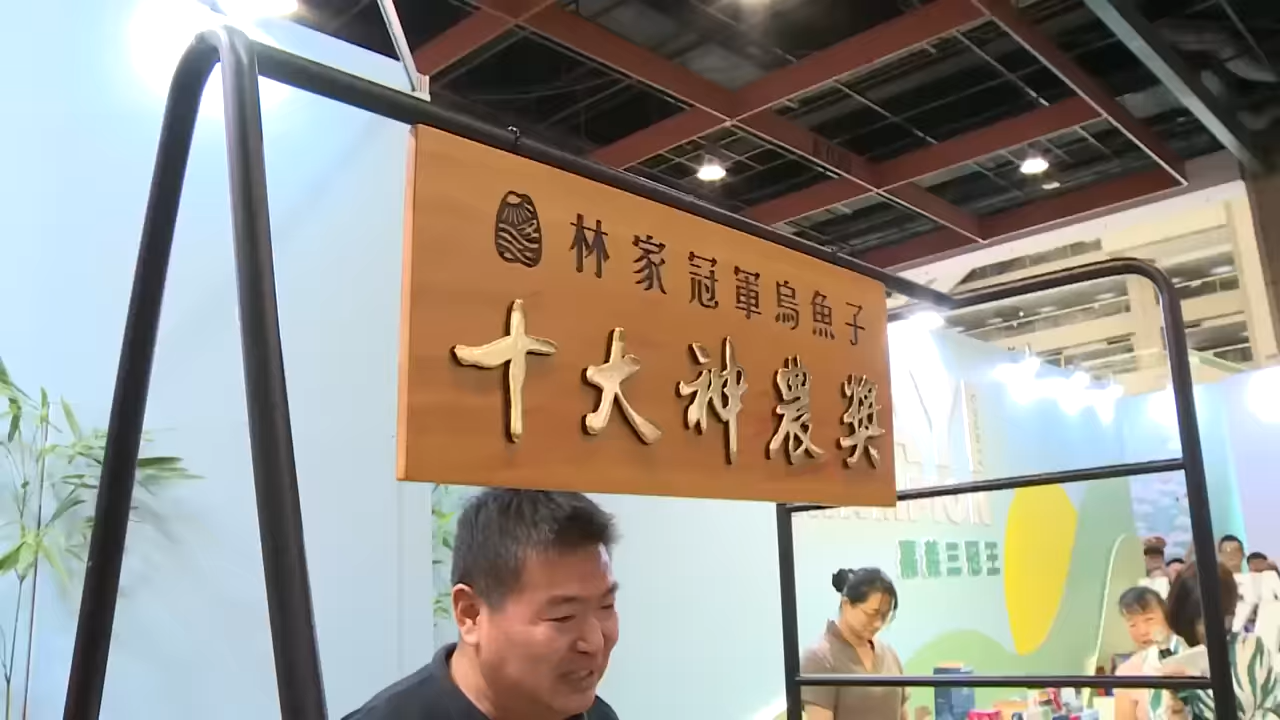 林家冠軍烏魚子
十大神農獎
嘉義三冠王